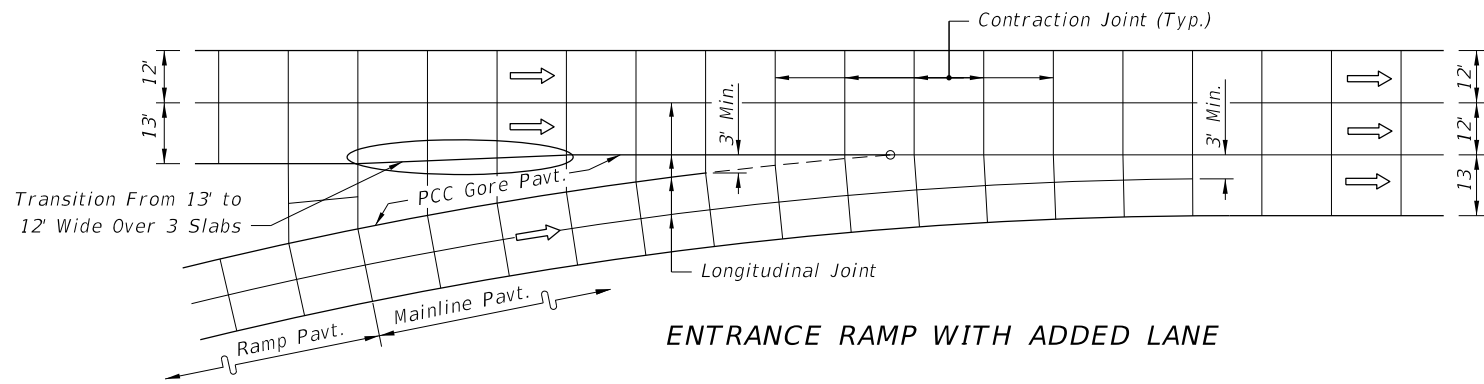 Contraction Joint (Typ.)
12'
13'
3' Min.
3' Min.
12'
12'
13
PCC Gore Pavt.
Transition From 13' to
12' Wide Over 3 Slabs
Longitudinal Joint
Mainline Pavt.
Ramp Pavt.
ENTRANCE RAMP WITH ADDED LANE